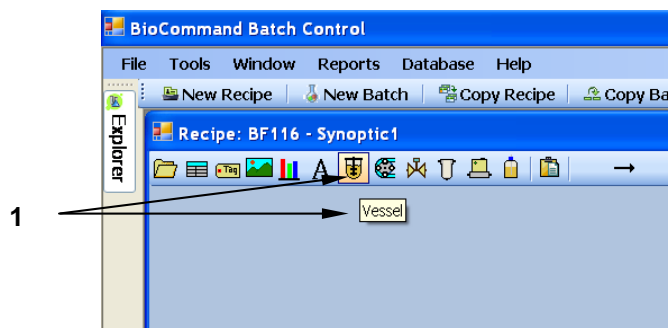 BioCommand Batch Control
File Tools Window Reports Database Help
New Recipe New Batch Copy Recipe Copy Ba
Explorer
Recipe: BF116 - Synoptic1
Tag A
1
Vessel